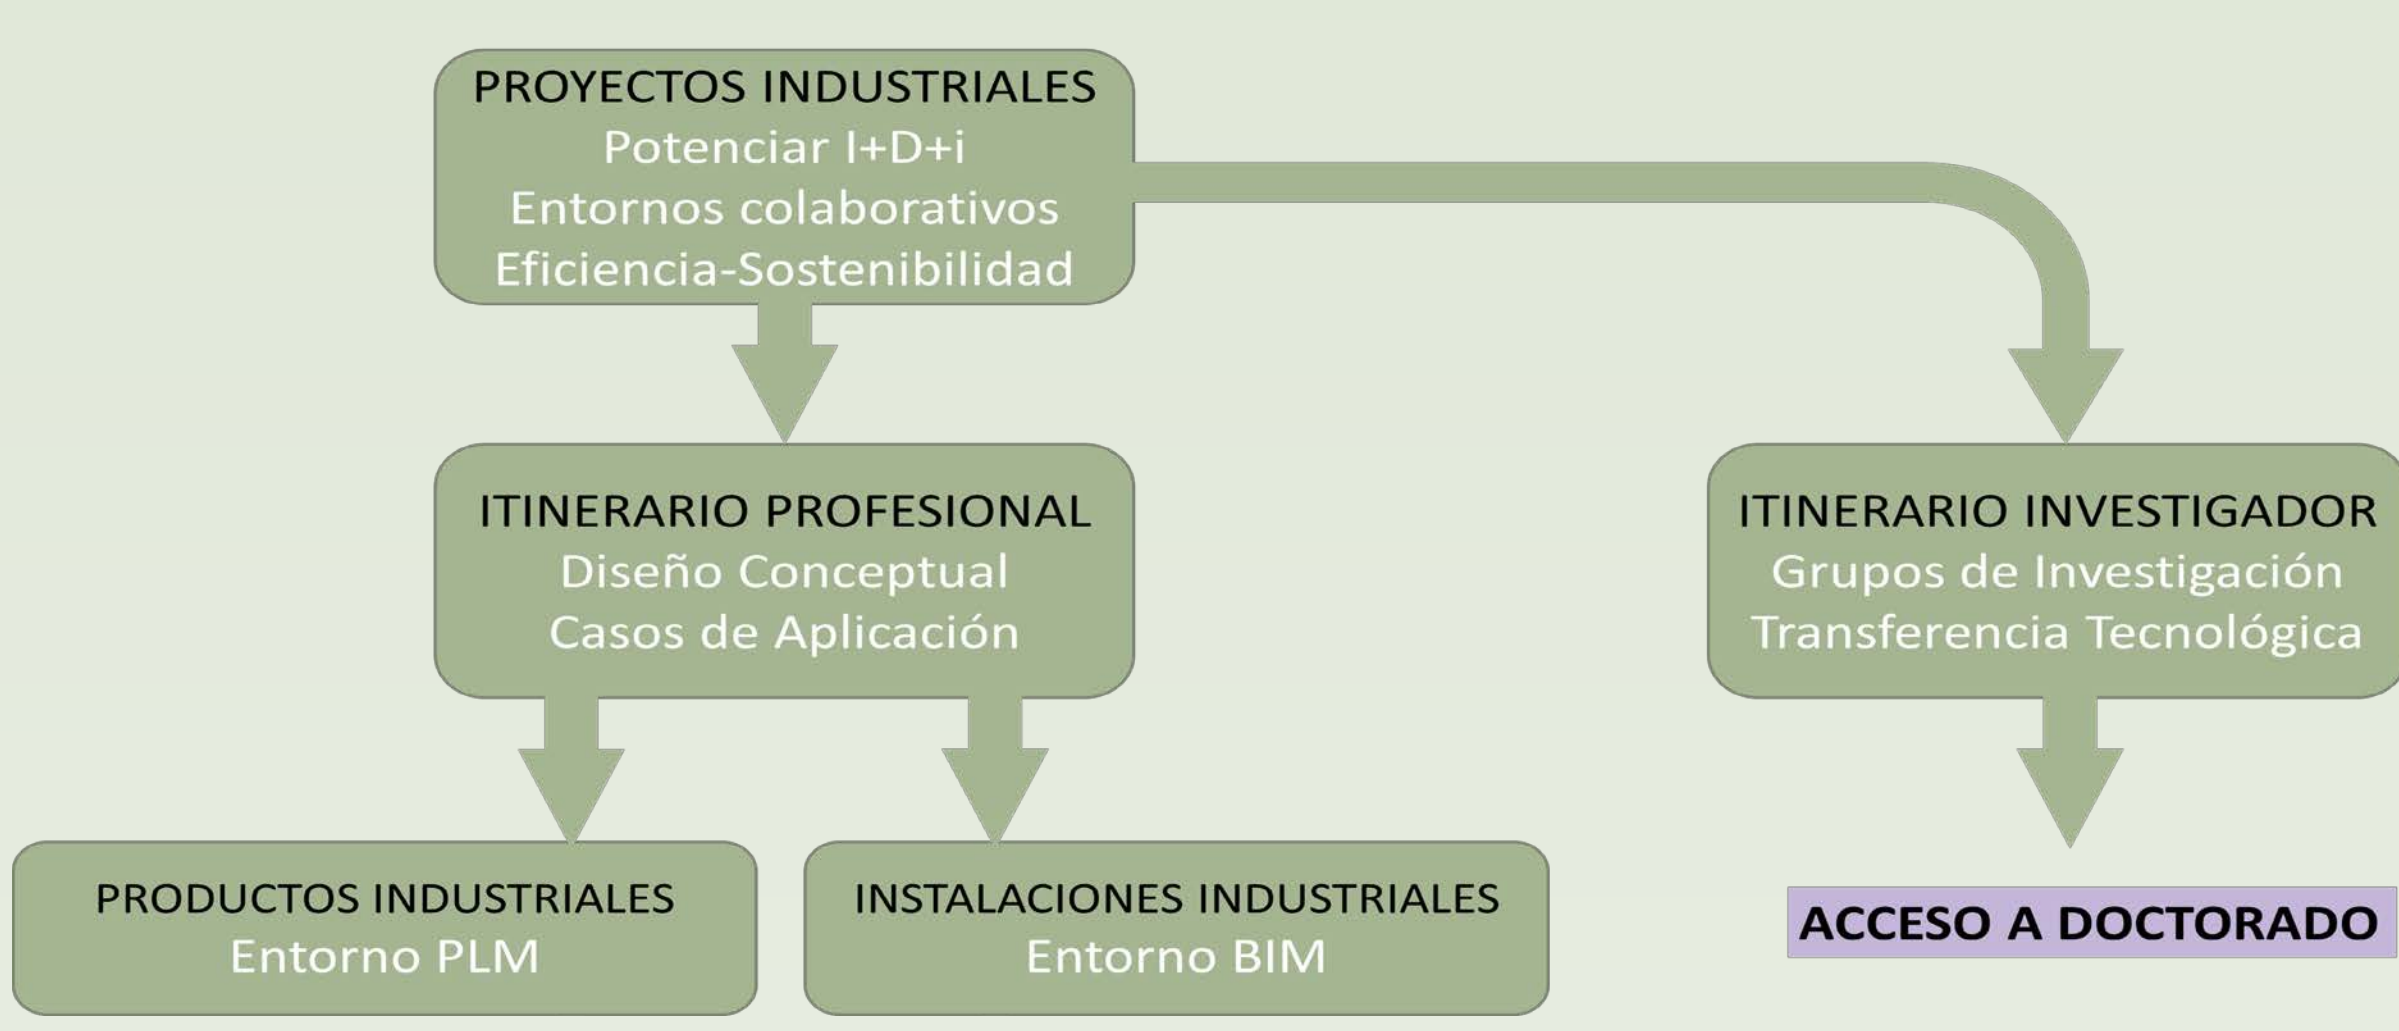 PROYECTOS INDUSTRIALES
Potenciar I+D+i
Entornos colaborativos
Eficiencia-Sostenibilidad
ITINERARIO PROFESIONAL
Diseño Conceptual
Casos de Aplicación
ITINERARIO INVESTIGADOR
Grupos de Investigación
Transferencia Tecnológica
PRODUCTOS INDUSTRIALES
Entorno PLM
INSTALACIONES INDUSTRIALES
Entorno BIM
ACCESO A DOCTORADO